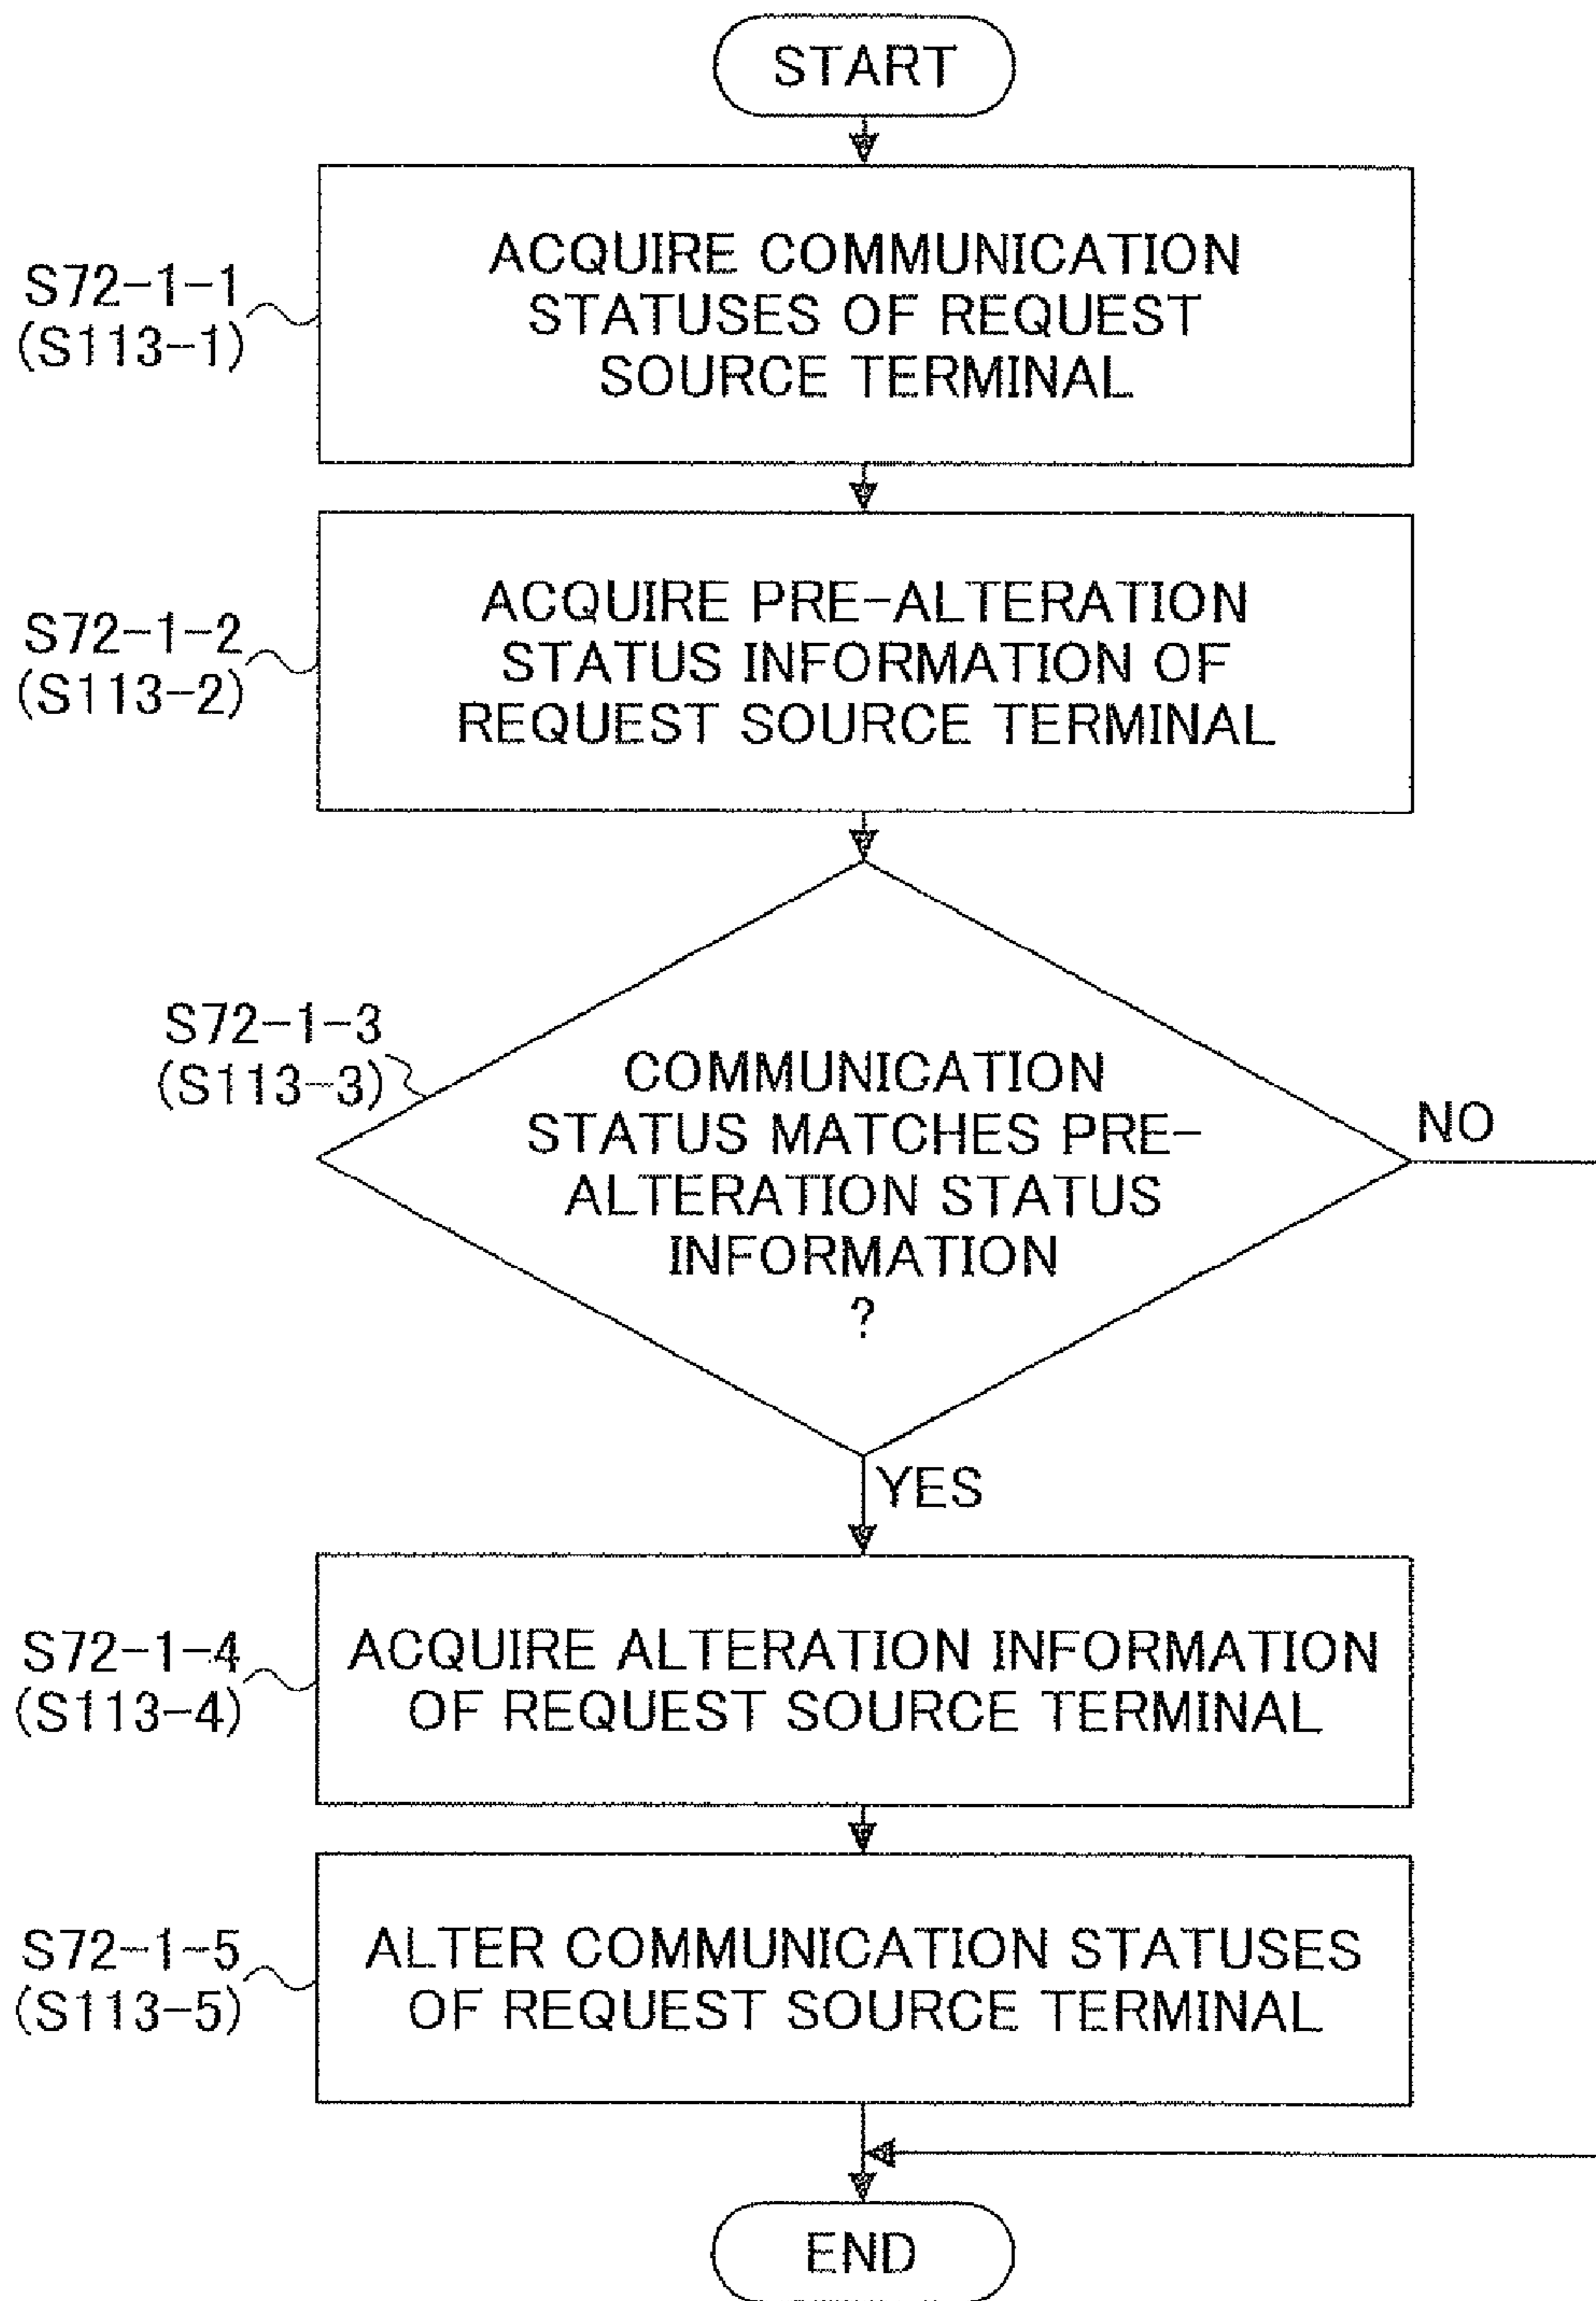 START
S72-1-1
(S113-1)
ACQUIRE COMMUNICATION
STATUSES OF REQUEST
SOURCE TERMINAL
S72-1-2
(S113-2)
ACQUIRE PRE-ALTERATION
STATUS INFORMATION OF
REQUEST SOURCE TERMINAL
S72-1-3
(S113-3)
COMMUNICATION
STATUS MATCHES PRE-
ALTERATION STATUS
INFORMATION
?
NO
YES
S72-1-4
(S113-4)
ACQUIRE ALTERATION INFORMATION
OF REQUEST SOURCE TERMINAL
S72-1-5
(S113-5)
ALTER COMMUNICATION STATUSES
OF REQUEST SOURCE TERMINAL
END